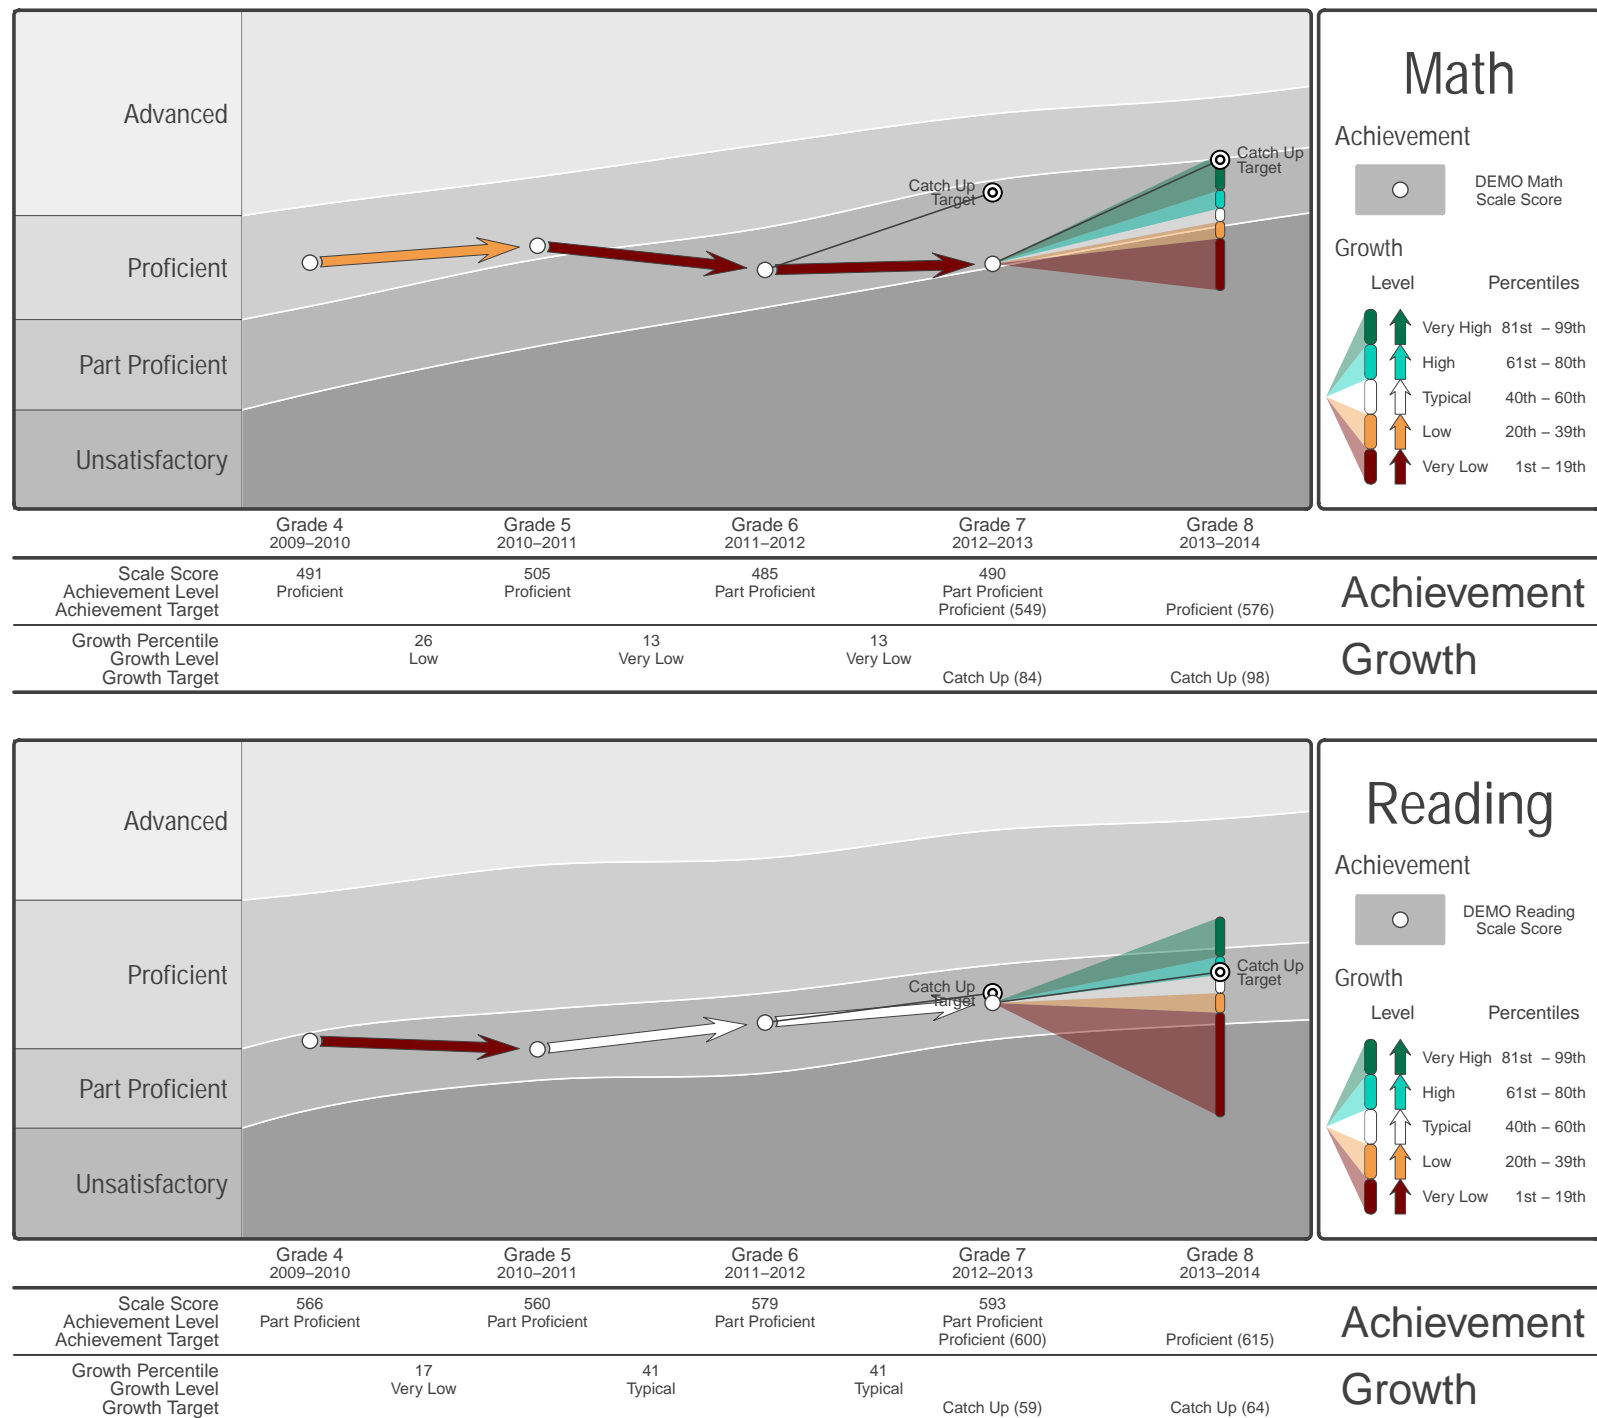 Advanced
Proficient
Part Proficient
Unsatisfactory
Catch Up
Target
Catch Up
Target
Math
Achievement
DEMO Math
Scale Score
Growth
Level Percentiles
Very High 81st – 99th
High 61st – 80th
Typical 40th – 60th
Low 20th – 39th
Very Low 1st – 19th
Grade 4 Grade 5 Grade 6 Grade 7 Grade 8
2009–2010 2010–2011 2011–2012 2012–2013 2013–2014
Scale Score 491 505 485 490
Achievement Level Proficient Proficient Part Proficient Part Proficient
Achievement Target Proficient (549) Proficient (576)
Achievement
Growth Percentile 26 13 13
Growth Level Low Very Low Very Low
Growth Target Catch Up (84) Catch Up (98)
Growth
Advanced
Proficient
Part Proficient
Unsatisfactory
Catch Up
Target
Catch Up
Target
Reading
Achievement
DEMO Reading
Scale Score
Growth
Level Percentiles
Very High 81st – 99th
High 61st – 80th
Typical 40th – 60th
Low 20th – 39th
Very Low 1st – 19th
Grade 4 Grade 5 Grade 6 Grade 7 Grade 8
2009–2010 2010–2011 2011–2012 2012–2013 2013–2014
Scale Score 566 560 579 593
Achievement Level Part Proficient Part Proficient Part Proficient Part Proficient
Achievement Target Proficient (600) Proficient (615)
Achievement
Growth Percentile 17 41 41
Growth Level Very Low Typical Typical
Growth Target Catch Up (59) Catch Up (64)
Growth